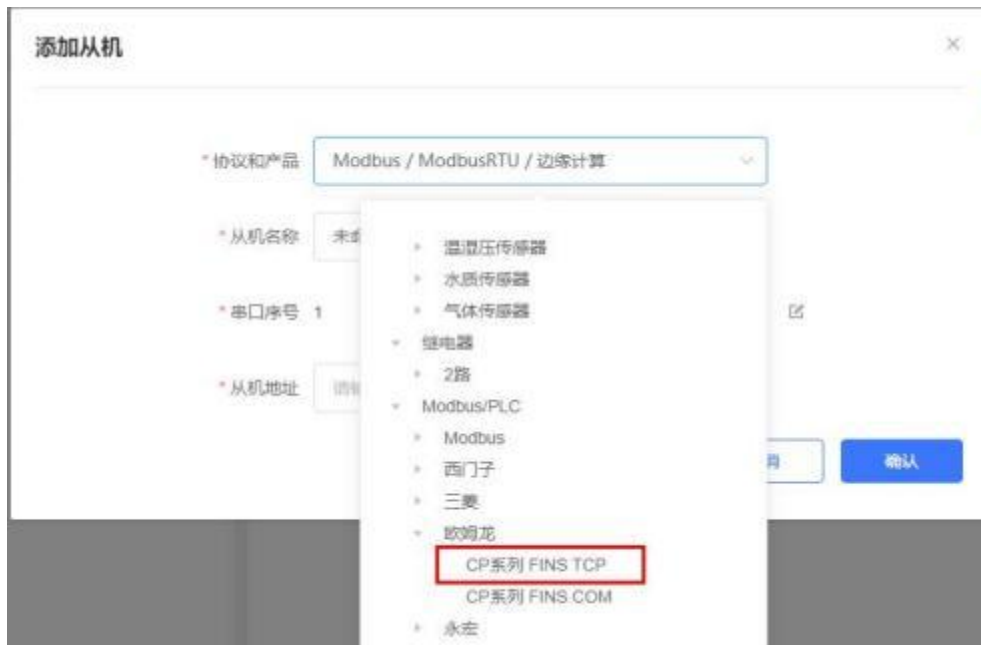 添加从机
*协议和产品 Modbus / ModbusRTU / 边缘计算
*从机名称
温湿压传感器
水质传感器
*串口序号 1
气体传感器
继电器
2路
*从机地址
Modbus/PLC
Modbus
西门子
确认
三菱
欧姆龙
CP系列 FINS TCP
CP系列 FINS COM
永宏